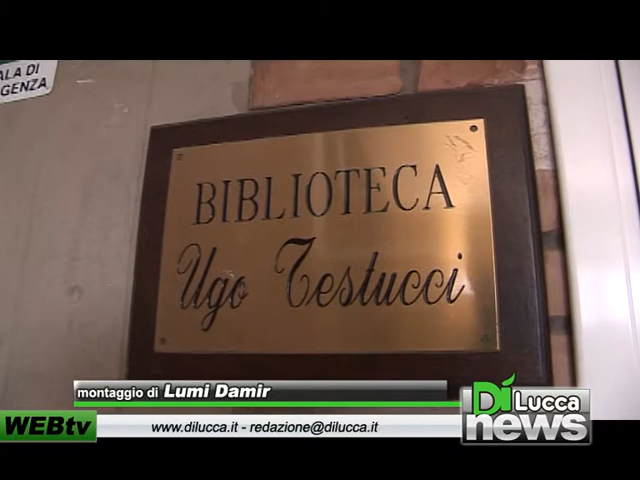 ALA DI
GENZA
BIBLIOTECA
Ugo Testucci
montaggio di Lumi Damir
WEBtv
www.dilucca.it - redazione@dilucca.it
Dì Lucca
news